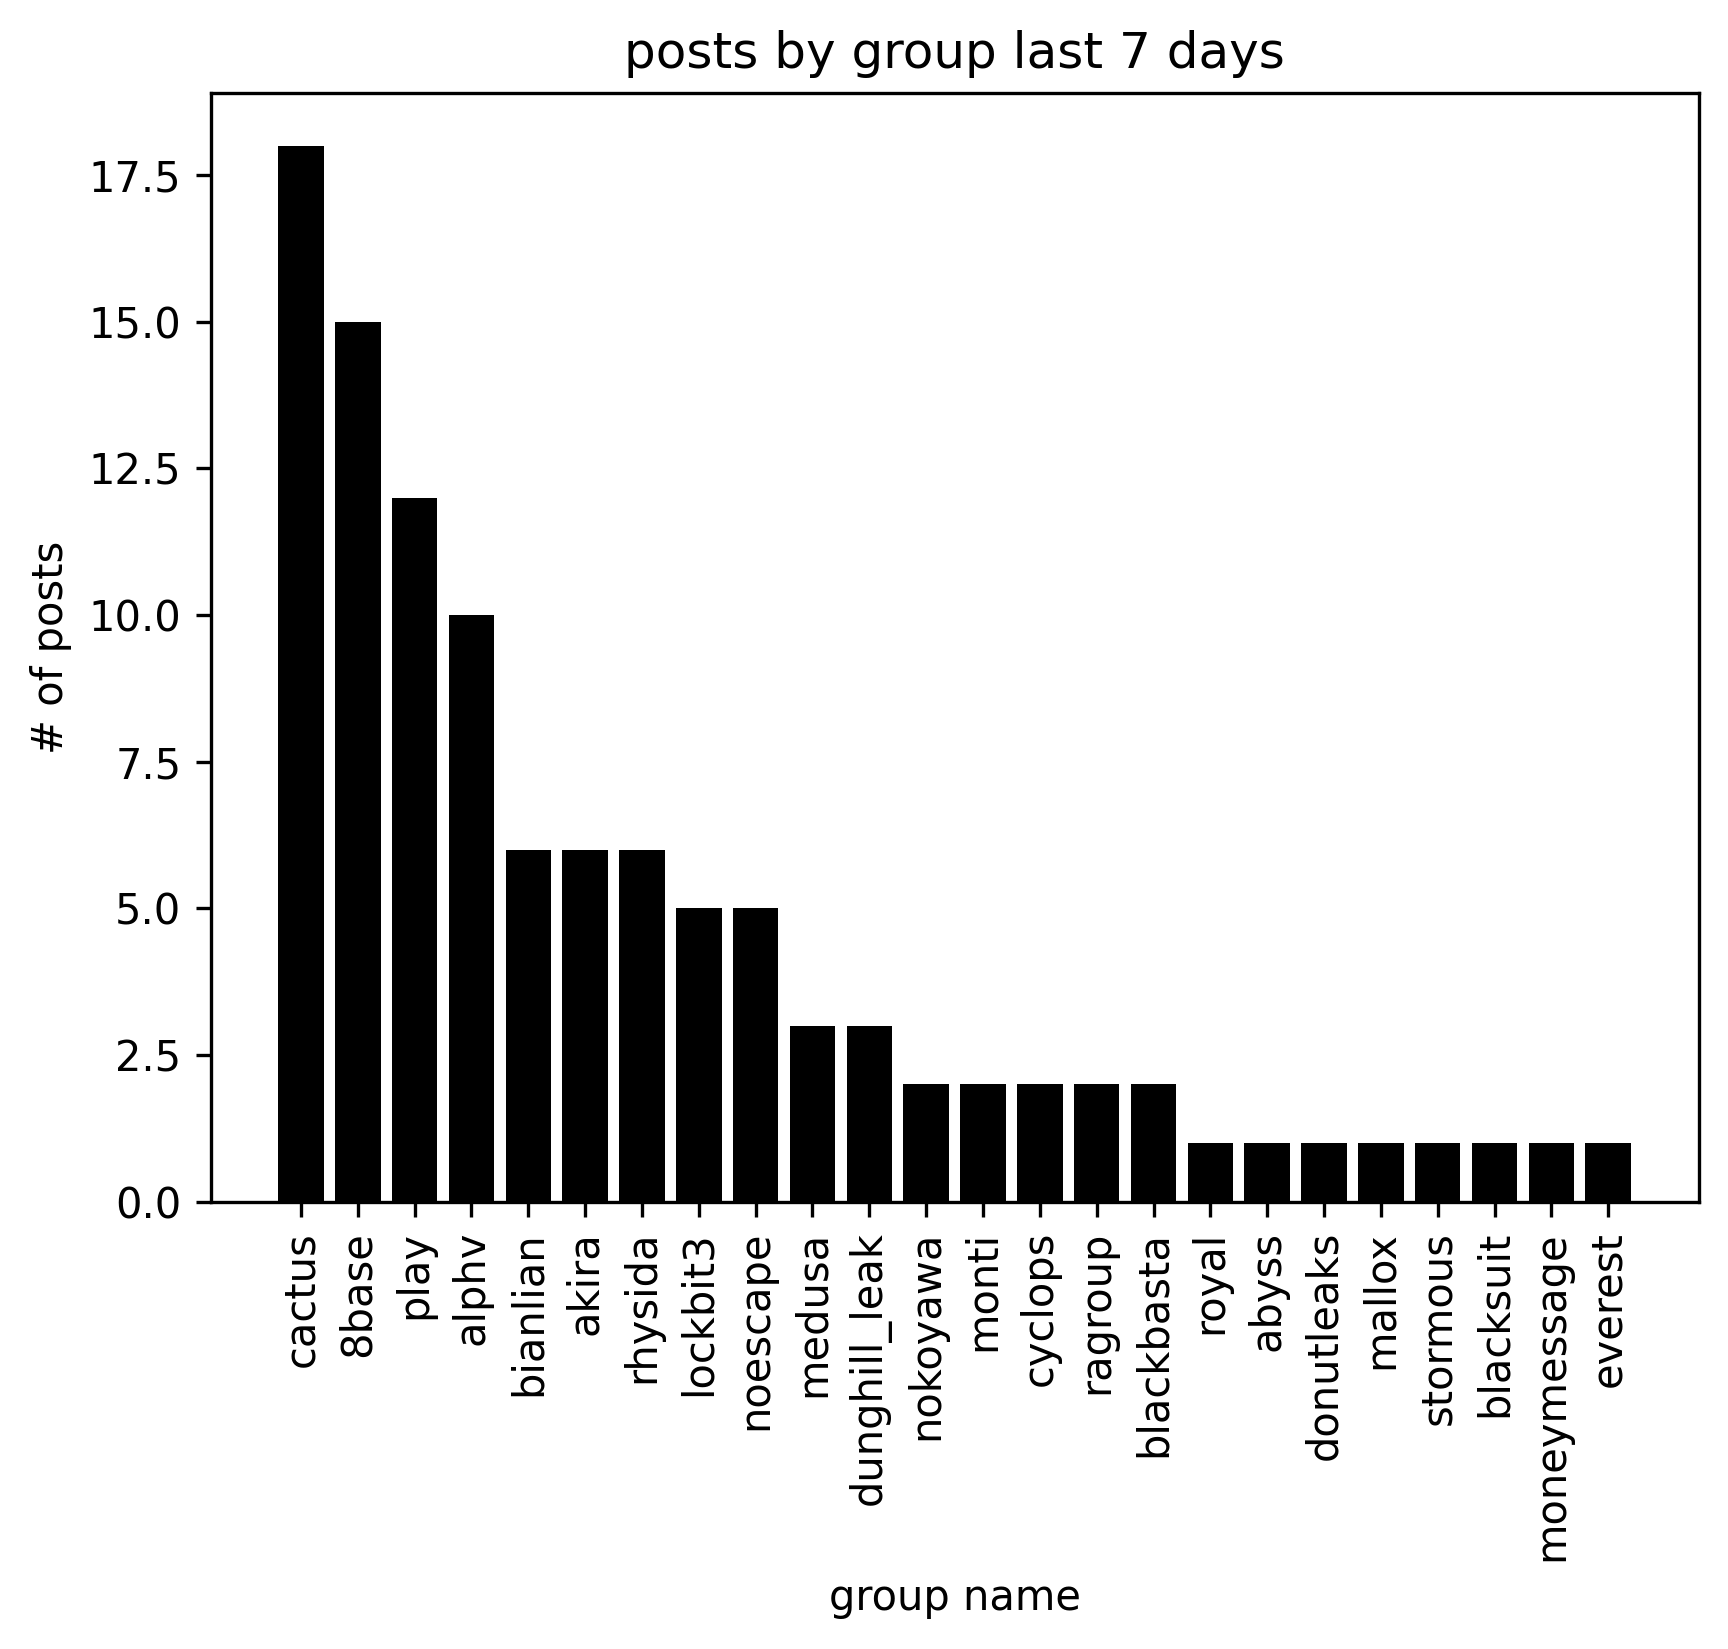 posts by group last 7 days
17.5
15.0
12.5
10.0
7.5
5.0
2.5
0.0
# of posts
cactus
8base
play
alphv
bianlian
akira
rhysida
lockbit3
noescape
medusa
dunghill_leak
nokoyawa
monti
cyclops
ragroup
blackbasta
royal
abyss
donutleaks
mallox
stormous
blacksuit
moneymessage
everest
group name